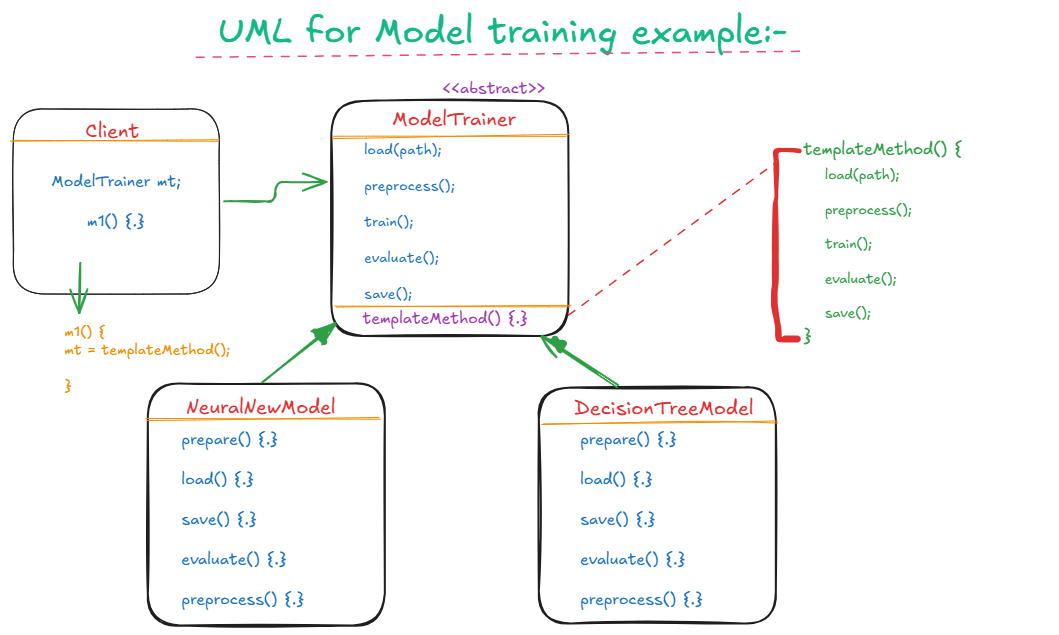 UML for Model training example:-
Client
ModelTrainer mt;
m1() {.}
m1() {
mt = templateMethod();
}
<<abstract>>
ModelTrainer
load(path);
preprocess();
train();
evaluate();
save();
templateMethod() {.}
templateMethod() {
load(path);
preprocess();
train();
evaluate();
save();
}
NeuralNewModel
prepare() {.}
load() {.}
save() {.}
evaluate() {.}
preprocess() {.}
DecisionTreeModel
prepare() {.}
load() {.}
save() {.}
evaluate() {.}
preprocess() {.}